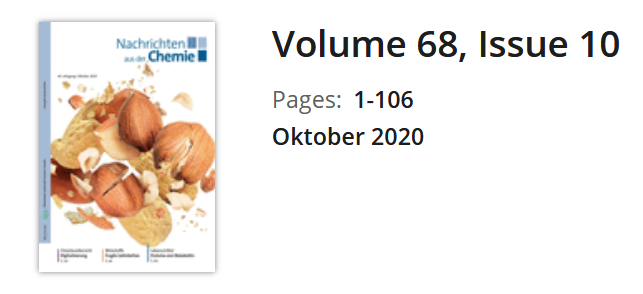 Nachrichten
aus der Chemie
Volume 68, Issue 10
Pages: 1-106
Oktober 2020